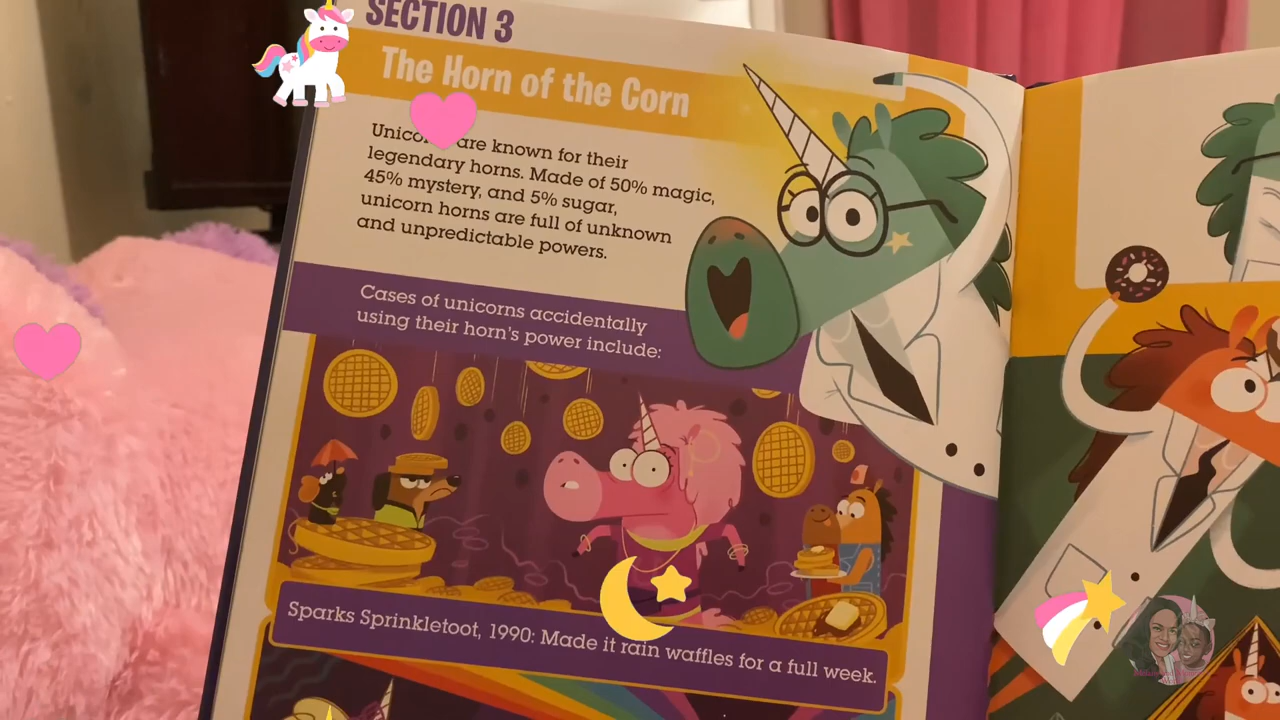 SECTION 3
The Horn of the Corn
are known for their
legendary horns. Made of 50% magic,
45% mystery, and 5% sugar,
unicorn horns are full of unknown
and unpredictable powers.
Cases of unicorns accidentally
using their horn's power include:
Sparks Sprinkletoot, 1990: Made it rain waffles for a full week.